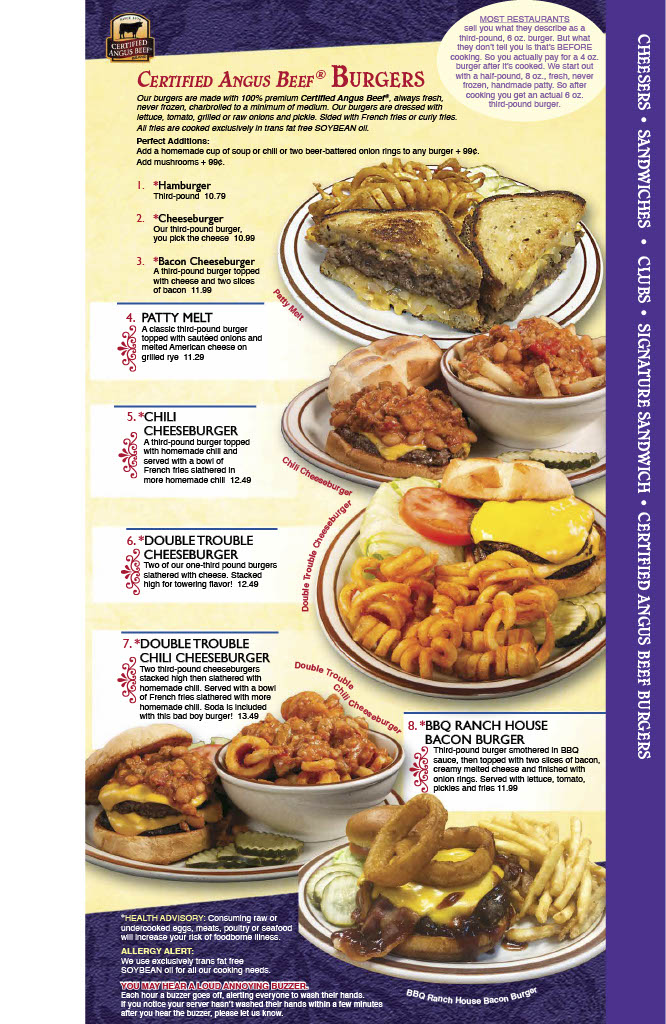 SINCE 1978
CERTIFIED
ANGUS BEEF
BRAND
MOST RESTAURANTS
sell you what they describe as a
third-pound, 6 oz. burger. But what
they don't tell you is that's BEFORE
cooking. So you actually pay for a 4 oz.
burger after it's cooked. We start out
with a half-pound, 8 oz., fresh, never
frozen, handmade patty. So after
cooking you get an actual 6 oz.
third-pound burger.
CERTIFIED ANGUS BEEF® BURGERS
Our burgers are made with 100% premium Certified Angus Beef®, always fresh,
never frozen, charbroiled to a minimum of medium. Our burgers are dressed with
lettuce, tomato, grilled or raw onions and pickle. Sided with French fries or curly fries.
All fries are cooked exclusively in trans fat free SOYBEAN oil.
Perfect Additions:
Add a homemade cup of soup or chili or two beer-battered onion rings to any burger + 99¢.
Add mushrooms + 99¢.
1. *Hamburger
Third-pound 10.79
2. *Cheeseburger
Our third-pound burger,
you pick the cheese 10.99
3. *Bacon Cheeseburger
A third-pound burger topped
with cheese and two slices
of bacon 11.99
Patty Melt
4. PATTY MELT
A classic third-pound burger
topped with sautéed onions and
melted American cheese on
grilled rye 11.29
5. *CHILI
CHEESEBURGER
A third-pound burger topped
with homemade chili and
served with a bowl of
French fries slathered in
more homemade chili 12.49
Chili Cheeseburger
6. *DOUBLE TROUBLE
CHEESEBURGER
Two of our one-third pound burgers
slathered with cheese. Stacked
high for towering flavor! 12.49
Double Trouble Cheeseburger
7. *DOUBLE TROUBLE
CHILI CHEESEBURGER
Two third-pound cheeseburgers
stacked high then slathered with
homemade chili. Served with a bowl
of French fries slathered with more
homemade chili. Soda is included
with this bad boy burger! 13.49
Double Trouble
Chili Cheeseburger
8. *BBQ RANCH HOUSE
BACON BURGER
Third-pound burger smothered in BBQ
sauce, then topped with two slices of bacon,
creamy melted cheese and finished with
onion rings. Served with lettuce, tomato,
pickles and fries 11.99
BBQ Ranch House Bacon Burger
*HEALTH ADVISORY: Consuming raw or
undercooked eggs, meats, poultry or seafood
will increase your risk of foodborne illness.
ALLERGY ALERT:
We use exclusively trans fat free
SOYBEAN oil for all our cooking needs.
YOU MAY HEAR A LOUD ANNOYING BUZZER.
Each hour a buzzer goes off, alerting everyone to wash their hands.
If you notice your server hasn't washed their hands within a few minutes
after you hear the buzzer, please let us know.
CHEESERS • SANDWICHES • CLUBS • SIGNATURE SANDWICH • CERTIFIED ANGUS BEEF BURGERS